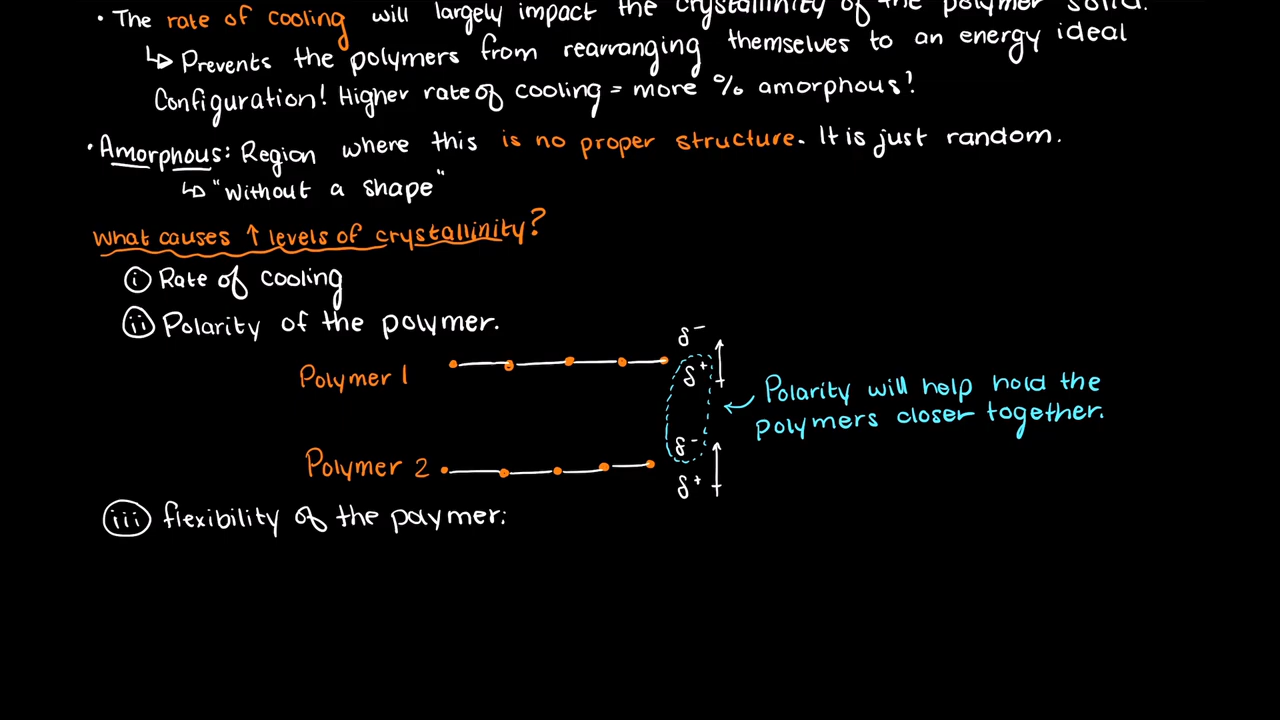 • The rate of cooling will largely impact the crystallinity of the polymer solid.
↳ Prevents the polymers from rearranging themselves to an energy ideal
Configuration! Higher rate of cooling = more % amorphous!
• Amorphous: Region where this is no proper structure. It is just random.
↳ "without a shape"
What causes ↑ levels of crystallinity?
(i) Rate of cooling
(ii) Polarity of the polymer.
δ⁻
Polymer 1
δ⁺
Polarity will help hold the
polymers closer together.
δ⁻
Polymer 2
δ⁺
(iii) flexibility of the polymer: